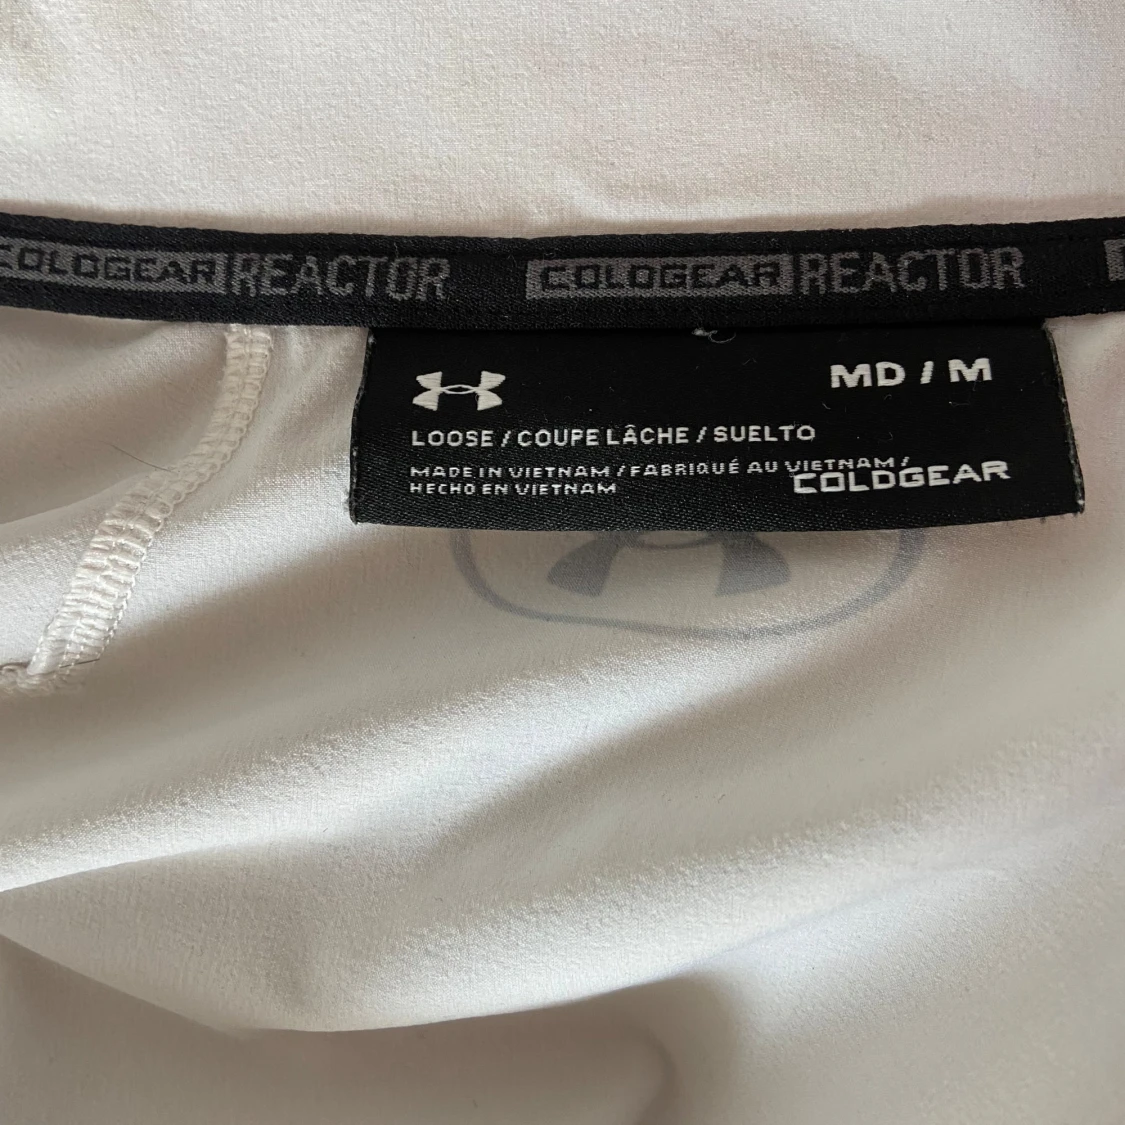 COLDGEAR REACTOR COLDGEAR REACTOR
MD / M
LOOSE / COUPE LÂCHE / SUELTO
MADE IN VIETNAM / FABRIQUÉ AU VIETNAM /
HECHO EN VIETNAM
COLDGEAR